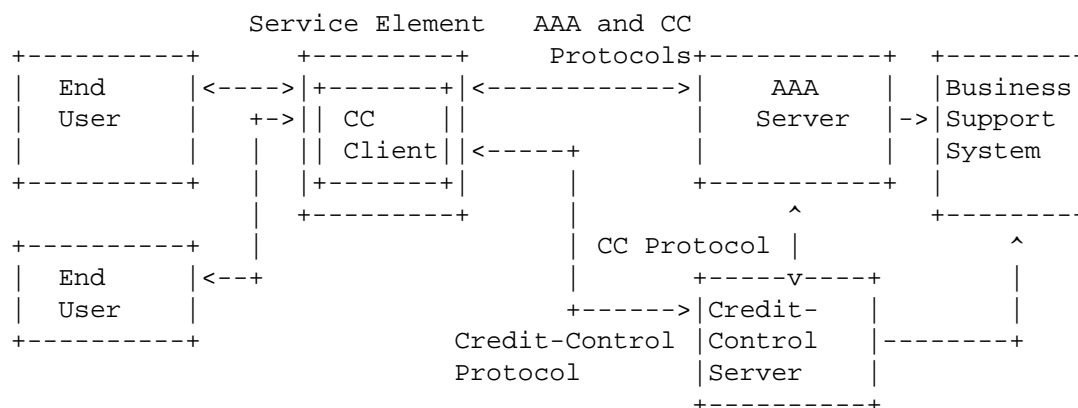 Service Element AAA and CC
Protocols
End AAA Business
User CC Server Support
Client System
CC Protocol
End
User Credit-
Credit-Control Control
Protocol Server